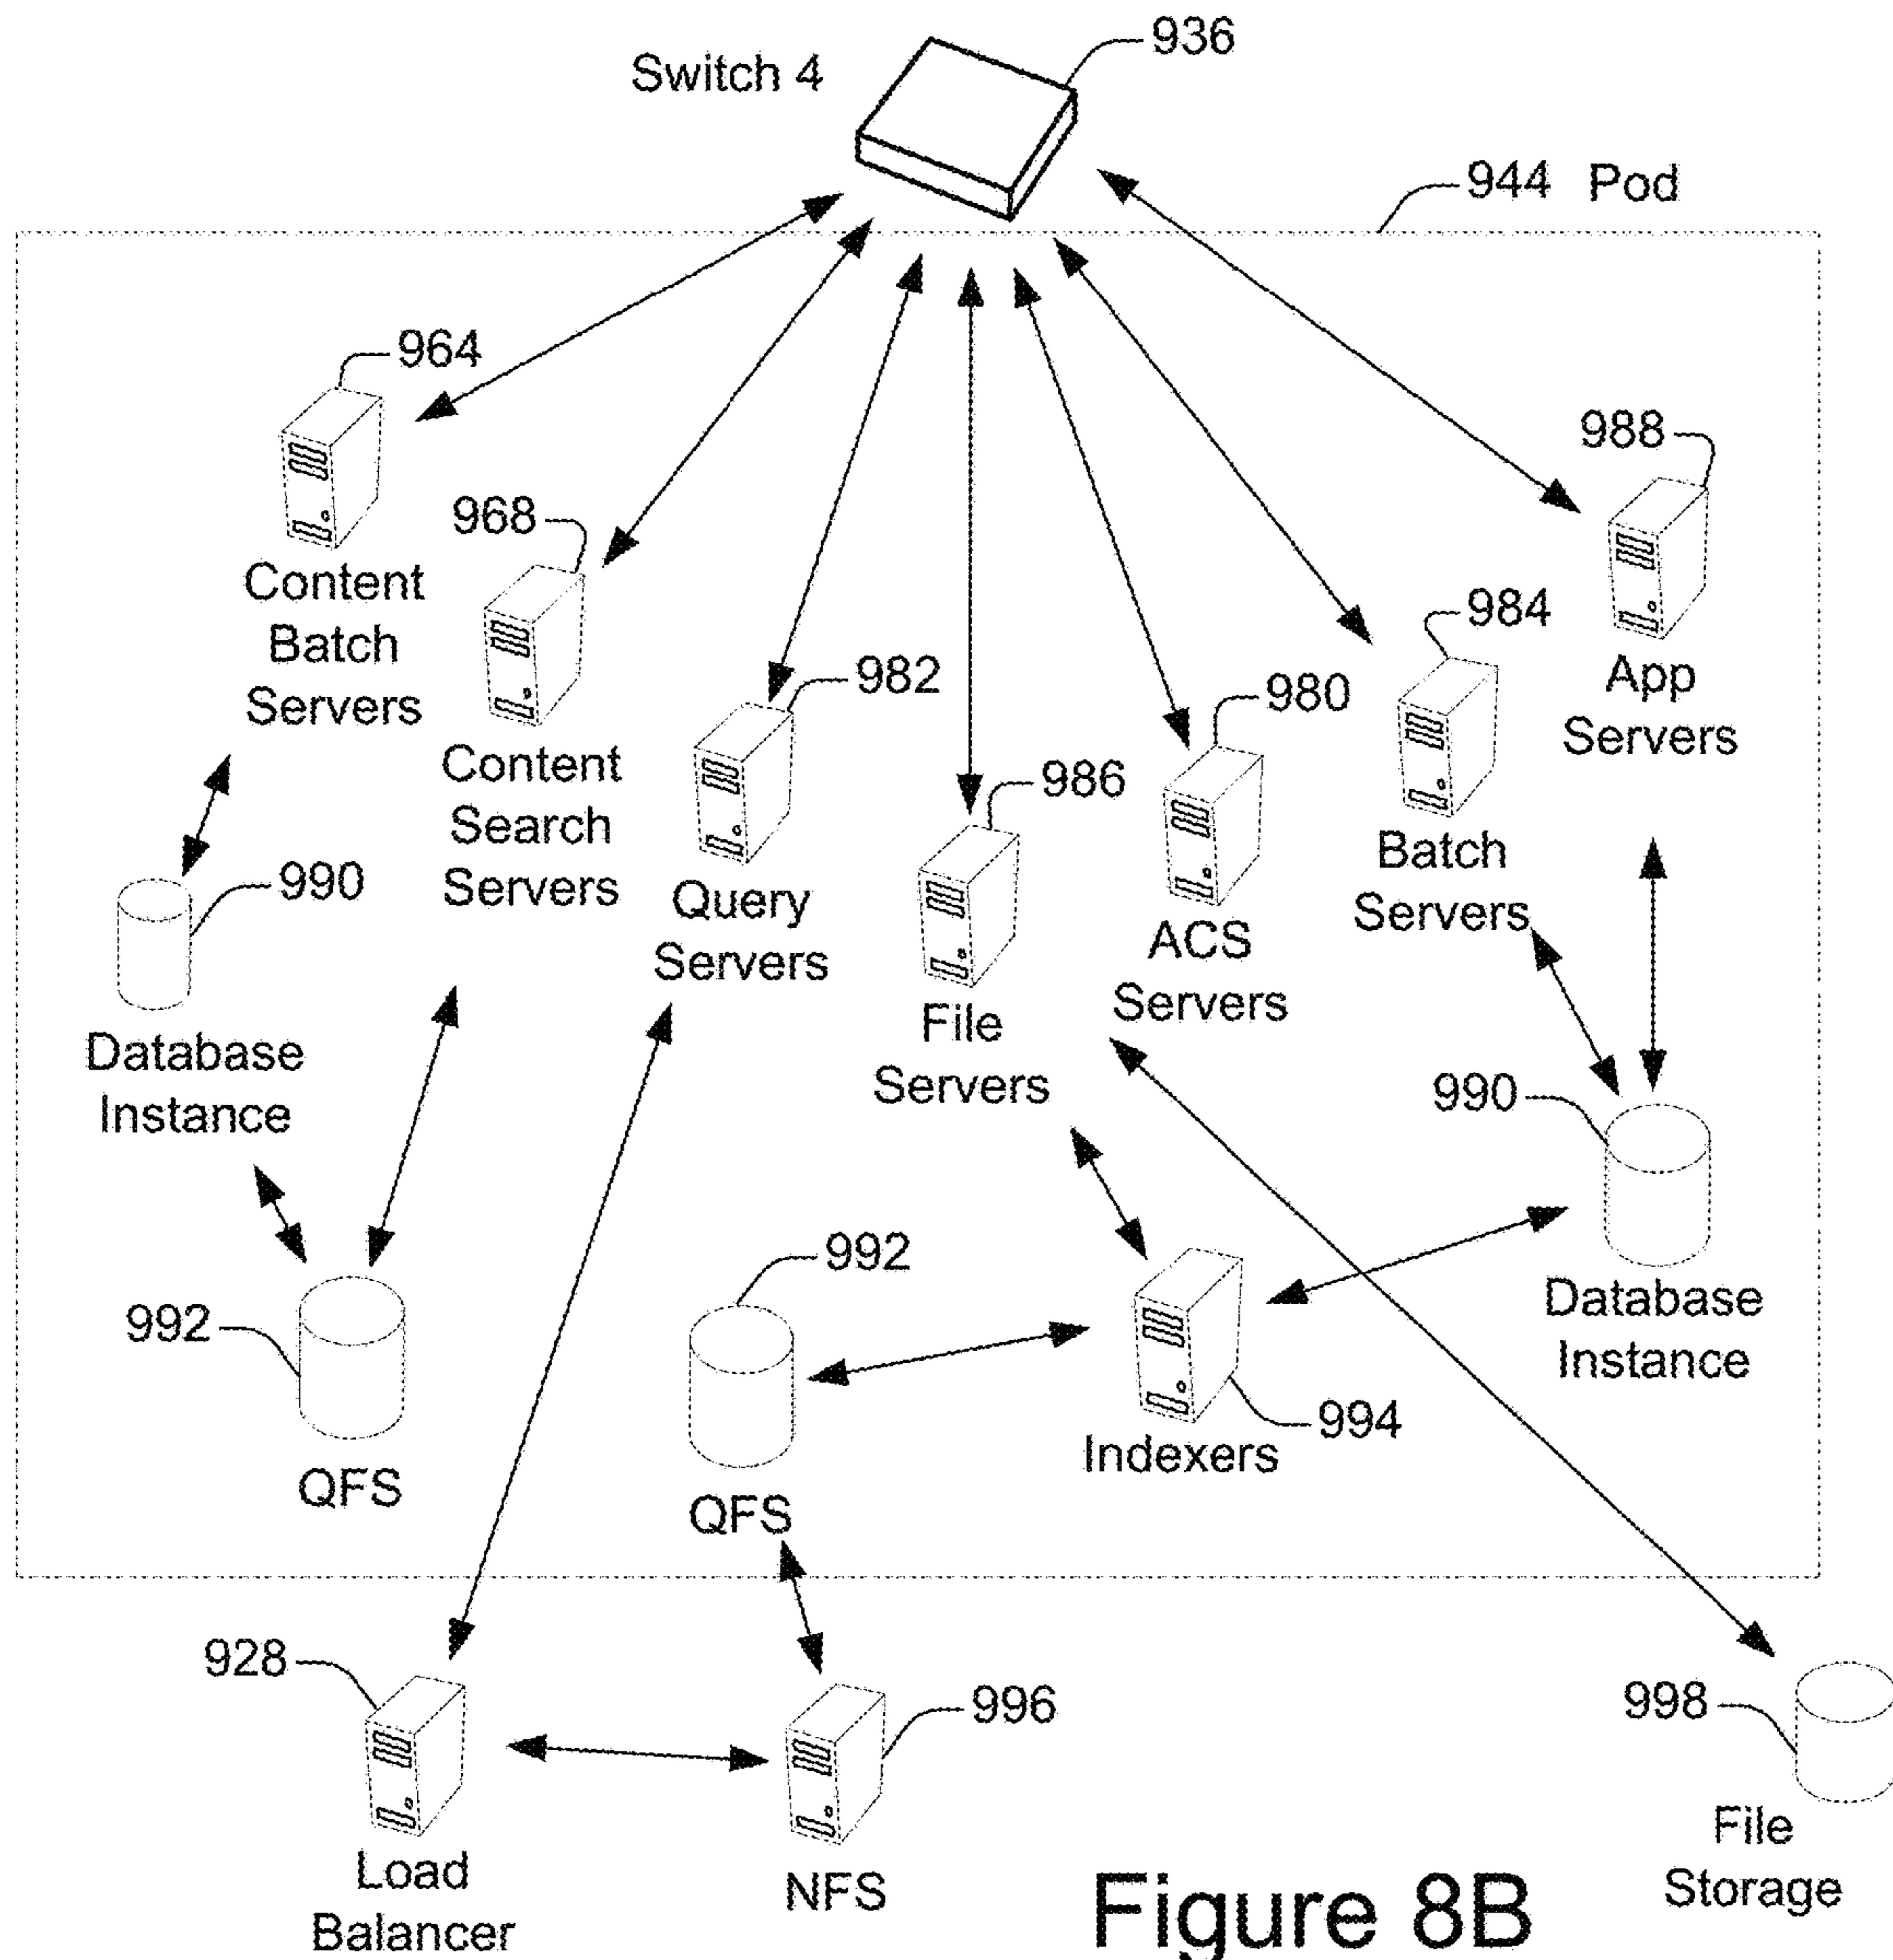 936
Switch 4
944 Pod
964
Content
Batch
Servers
968
Content
Search
Servers
982
Query
Servers
986
File
Servers
980
ACS
Servers
984
Batch
Servers
988
App
Servers
990
Database
Instance
990
Database
Instance
992
QFS
992
QFS
994
Indexers
928
Load
Balancer
996
NFS
998
File
Storage
Figure 8B